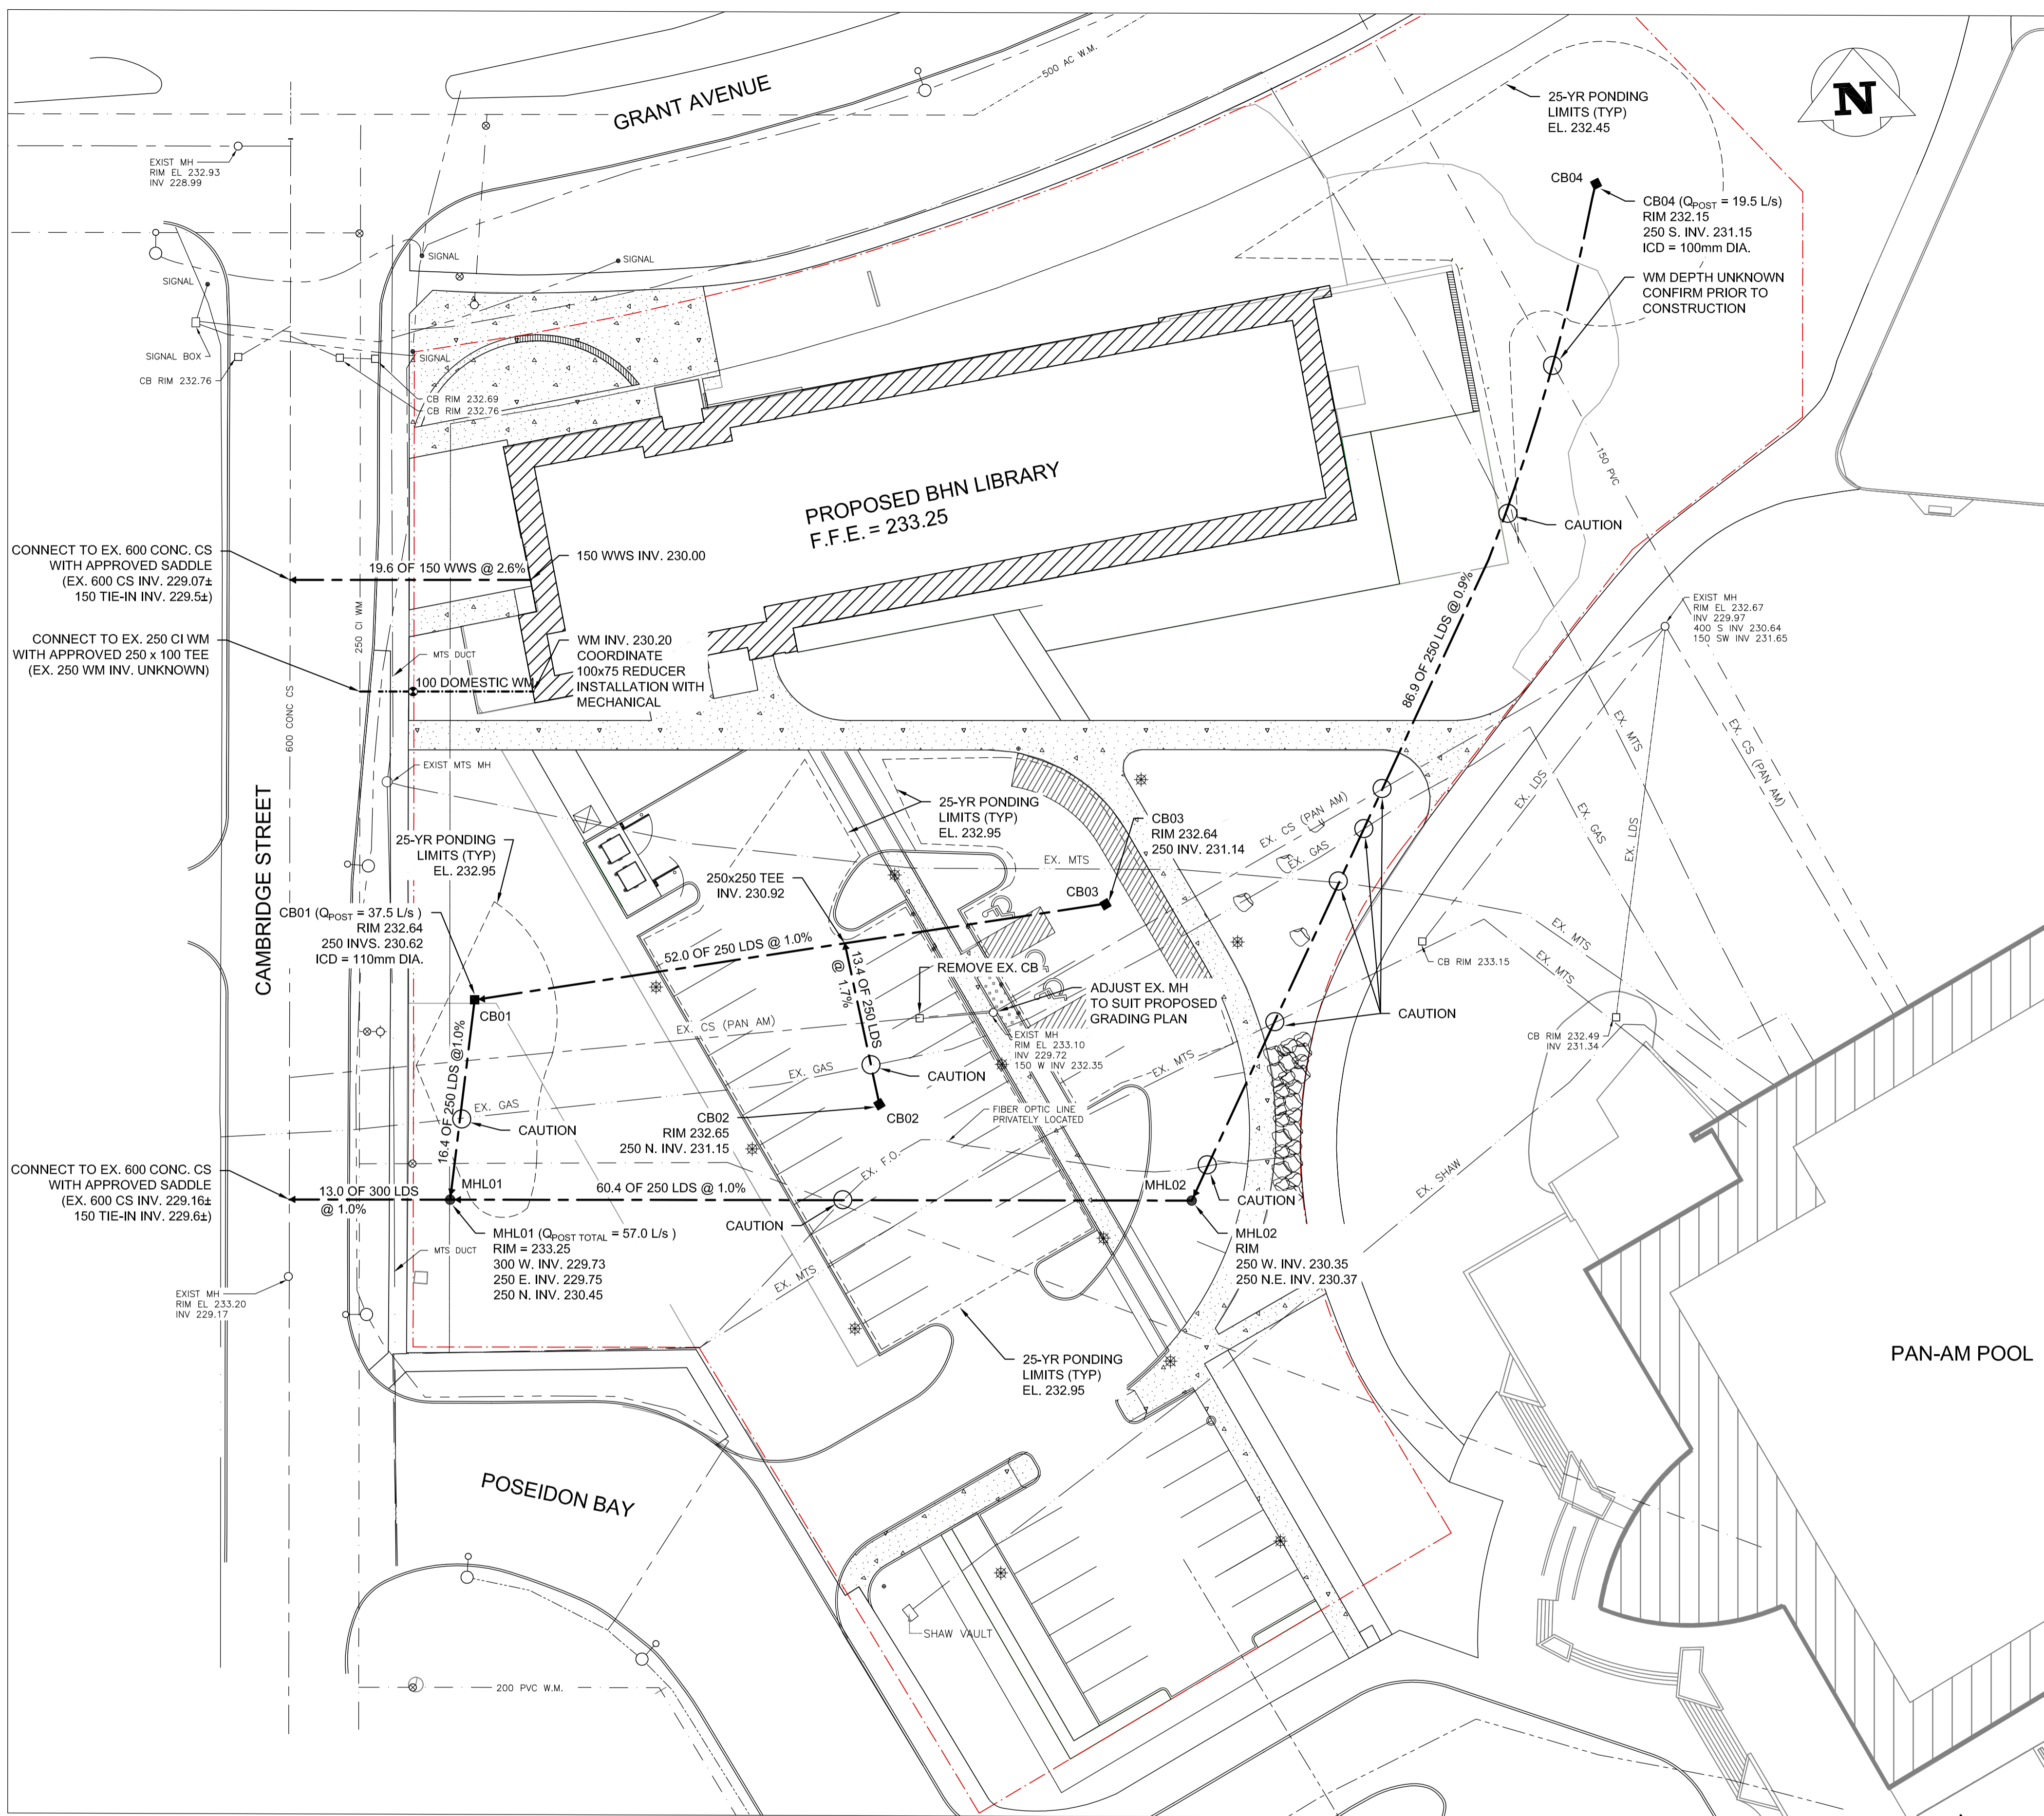 GRANT AVENUE
500 AC W.M.
N
25-YR PONDING
LIMITS (TYP)
EL. 232.45
EXIST MH
RIM EL 232.93
INV 228.99
CB04
CB04 (QPOST = 19.5 L/s)
RIM 232.15
250 S. INV. 231.15
ICD = 100mm DIA.
WM DEPTH UNKNOWN
CONFIRM PRIOR TO
CONSTRUCTION
SIGNAL
SIGNAL
SIGNAL
SIGNAL BOX
SIGNAL
CB RIM 232.76
CB RIM 232.69
CB RIM 232.76
150 PVC
PROPOSED BHN LIBRARY
F.F.E. = 233.25
CAUTION
CONNECT TO EX. 600 CONC. CS
WITH APPROVED SADDLE
(EX. 600 CS INV. 229.07±
150 TIE-IN INV. 229.5±)
19.6 OF 150 WWS @ 2.6%
150 WWS INV. 230.00
250 CI WM
CONNECT TO EX. 250 CI WM
WITH APPROVED 250 x 100 TEE
(EX. 250 WM INV. UNKNOWN)
MTS DUCT
WM INV. 230.20
COORDINATE
100x75 REDUCER
INSTALLATION WITH
MECHANICAL
100 DOMESTIC WM
86.9 OF 250 LDS @ 0.9%
EXIST MH
RIM EL 232.67
INV 229.97
400 S INV 230.64
150 SW INV 231.65
600 CONC CS
EXIST MTS MH
EX. MTS
EX. CS (PAN AM)
EX. LDS
EX. GAS
EX. LDS
CAMBRIDGE STREET
25-YR PONDING
LIMITS (TYP)
EL. 232.95
25-YR PONDING
LIMITS (TYP)
EL. 232.95
CB03
RIM 232.64
250 INV. 231.14
EX. CS (PAN AM)
EX. GAS
EX. MTS
250x250 TEE
INV. 230.92
CB03
CB01 (QPOST = 37.5 L/s )
RIM 232.64
250 INVS. 230.62
ICD = 110mm DIA.
52.0 OF 250 LDS @ 1.0%
13.4 OF 250 LDS
@ 1.7%
REMOVE EX. CB
ADJUST EX. MH
TO SUIT PROPOSED
GRADING PLAN
EX. MTS
EX. MTS
CB RIM 233.15
CAUTION
CB01
EX. CS (PAN AM)
EXIST MH
RIM EL 233.10
INV 229.72
150 W INV 232.35
CB RIM 232.49
INV 231.34
16.4 OF 250 LDS @1.0%
EX. GAS
EX. GAS
CAUTION
EX. MTS
CAUTION
CB02
RIM 232.65
250 N. INV. 231.15
CB02
FIBER OPTIC LINE
PRIVATELY LOCATED
EX. F.O.
EX. SHAW
CONNECT TO EX. 600 CONC. CS
WITH APPROVED SADDLE
(EX. 600 CS INV. 229.16±
150 TIE-IN INV. 229.6±)
13.0 OF 300 LDS
@ 1.0%
MHL01
60.4 OF 250 LDS @ 1.0%
MHL02
CAUTION
CAUTION
MHL01 (QPOST TOTAL = 57.0 L/s )
RIM = 233.25
300 W. INV. 229.73
250 E. INV. 229.75
250 N. INV. 230.45
MTS DUCT
EX. MTS
MHL02
RIM
250 W. INV. 230.35
250 N.E. INV. 230.37
EXIST MH
RIM EL 233.20
INV 229.17
25-YR PONDING
LIMITS (TYP)
EL. 232.95
PAN-AM POOL
POSEIDON BAY
SHAW VAULT
200 PVC W.M.